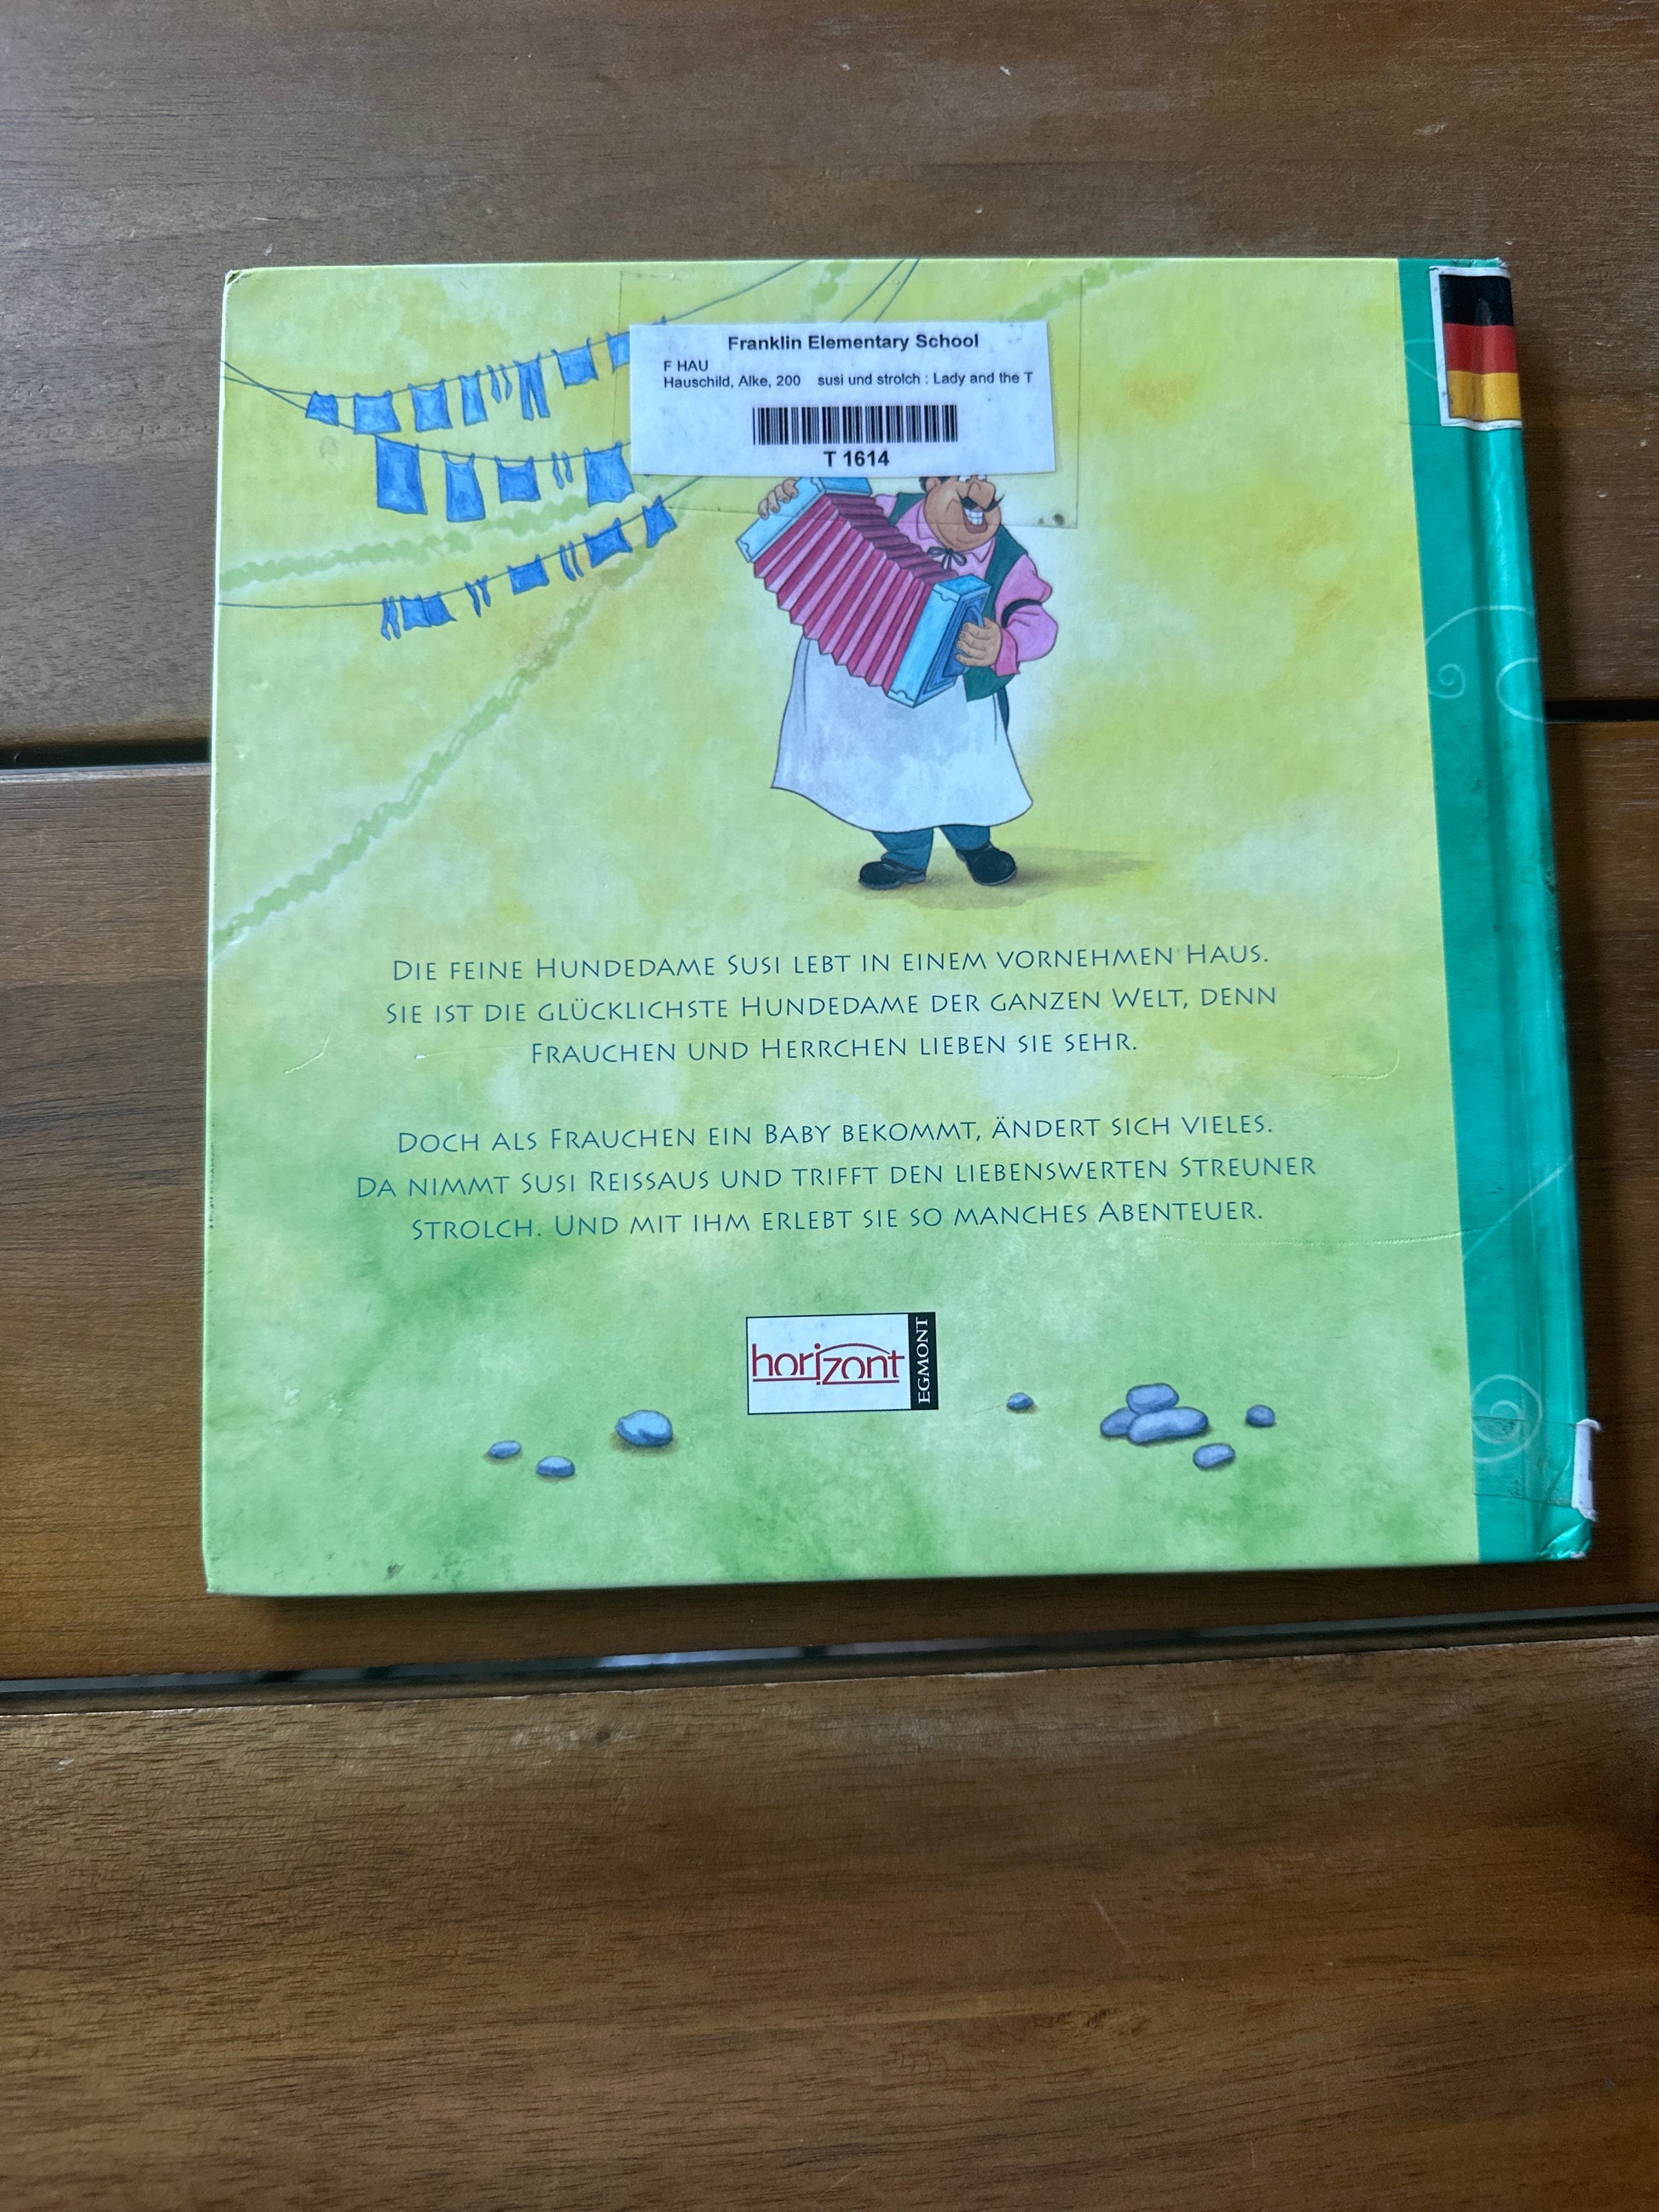 Franklin Elementary School
F HAU
Hauschild, Alke, 200 susi und strolch : Lady and the T
T 1614
DIE FEINE HUNDEDAME SUSI LEBT IN EINEM VORNEHMEN HAUS.
SIE IST DIE GLÜCKLICHSTE HUNDEDAME DER GANZEN WELT, DENN
FRAUCHEN UND HERRCHEN LIEBEN SIE SEHR.
DOCH ALS FRAUCHEN EIN BABY BEKOMMT, ÄNDERT SICH VIELES.
DA NIMMT SUSI REISSAUS UND TRIFFT DEN LIEBENSWERTEN STREUNER
STROLCH. UND MIT IHM ERLEBT SIE SO MANCHES ABENTEUER.
horizont
EGMONT